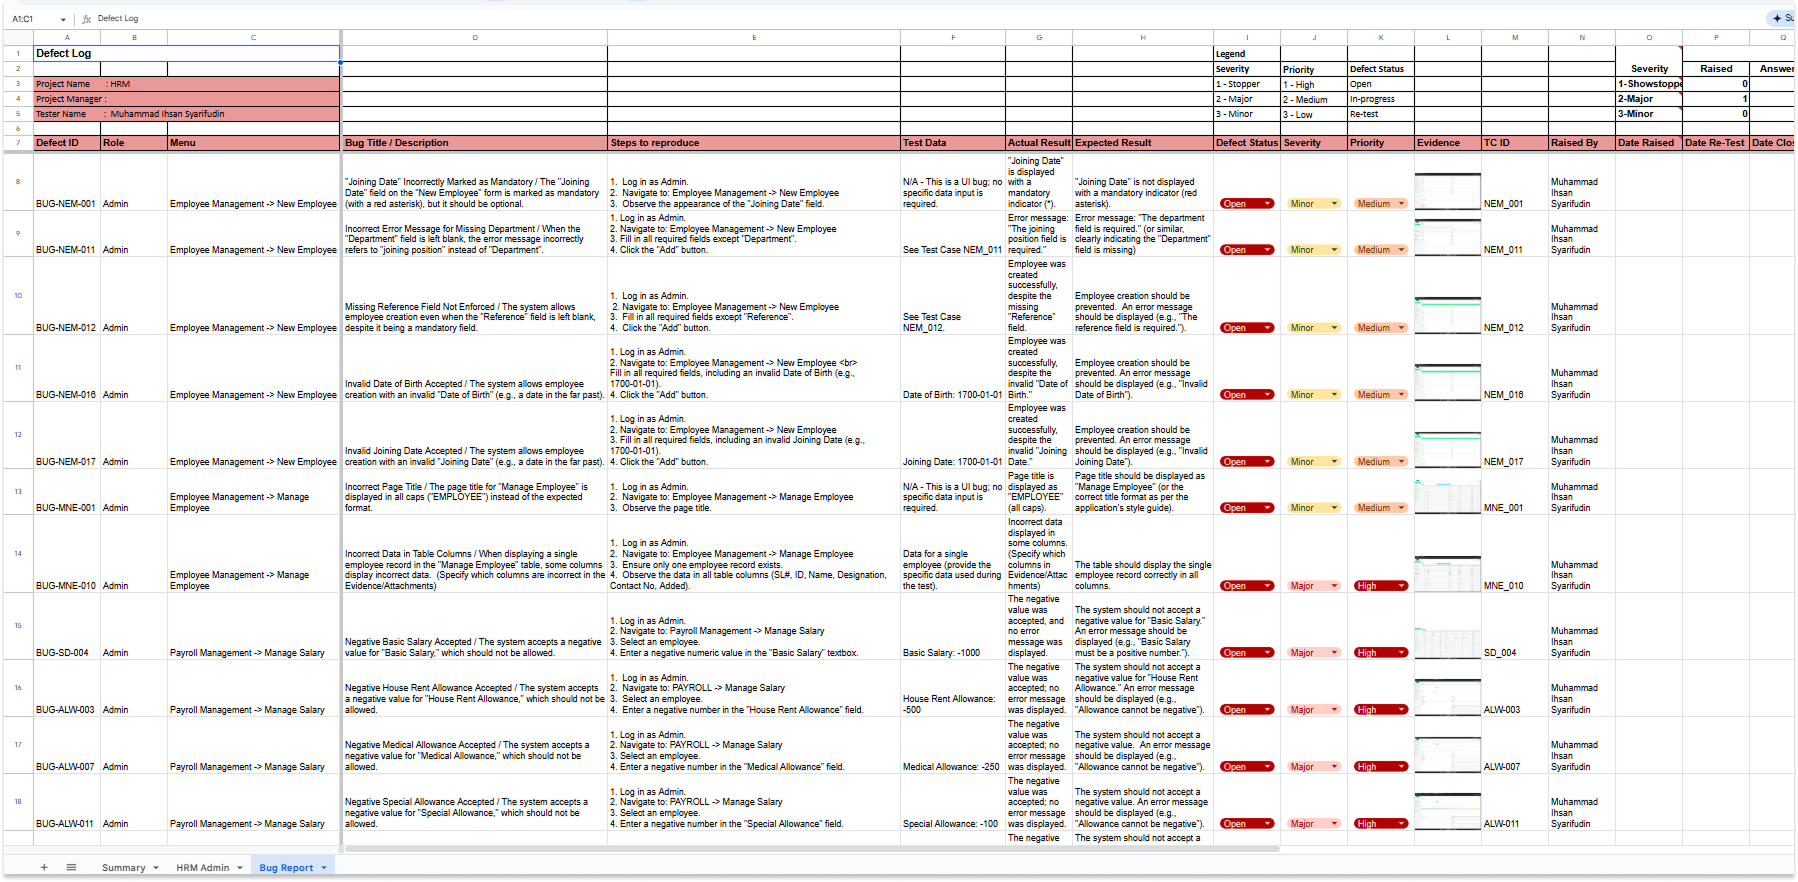 A1:C1 fx Defect Log
A B C D E F G H I J K L M N O P Q
1 Defect Log Legend
2 Severity Priority Defect Status Severity Raised Answer
3 Project Name : HRM 1 - Stopper 1 - High Open 1-Showstoppe 0
4 Project Manager : 2 - Major 2 - Medium In-progress 2-Major 1
5 Tester Name : Muhammad Ihsan Syarifudin 3 - Minor 3 - Low Re-test 3-Minor 0
6
7 Defect ID Role Menu Bug Title / Description Steps to reproduce Test Data Actual Result Expected Result Defect Status Severity Priority Evidence TC ID Raised By Date Raised Date Re-Test Date Clos
8
BUG-NEM-001 Admin Employee Management -> New Employee
"Joining Date" Incorrectly Marked as Mandatory / The "Joining
Date" field on the "New Employee" form is marked as mandatory
(with a red asterisk), but it should be optional.
1. Log in as Admin.
2. Navigate to: Employee Management -> New Employee
3. Observe the appearance of the "Joining Date" field.
N/A - This is a UI bug; no
specific data input is
required.
"Joining Date"
is displayed
with a
mandatory
indicator (*).
"Joining Date" is not displayed
with a mandatory indicator (red
asterisk).
Open Minor Medium NEM_001
Muhammad
Ihsan
Syarifudin
9
BUG-NEM-011 Admin Employee Management -> New Employee
Incorrect Error Message for Missing Department / When the
"Department" field is left blank, the error message incorrectly
refers to "joining position" instead of "Department".
1. Log in as Admin.
2. Navigate to: Employee Management -> New Employee
3. Fill in all required fields except "Department".
4. Click the "Add" button.
See Test Case NEM_011
Error message:
"The joining
position field is
required."
Error message: "The department
field is required." (or similar,
clearly indicating the "Department"
field is missing)
Open Minor Medium NEM_011
Muhammad
Ihsan
Syarifudin
10
BUG-NEM-012 Admin Employee Management -> New Employee
Missing Reference Field Not Enforced / The system allows
employee creation even when the "Reference" field is left blank,
despite it being a mandatory field.
1. Log in as Admin.
2. Navigate to: Employee Management -> New Employee
3. Fill in all required fields except "Reference".
4. Click the "Add" button.
See Test Case
NEM_012.
Employee was
created
successfully,
despite the
missing
"Reference"
field.
Employee creation should be
prevented. An error message
should be displayed (e.g., "The
reference field is required.").
Open Minor Medium NEM_012
Muhammad
Ihsan
Syarifudin
11
BUG-NEM-016 Admin Employee Management -> New Employee
Invalid Date of Birth Accepted / The system allows employee
creation with an invalid "Date of Birth" (e.g., a date in the far past).
1. Log in as Admin.
2. Navigate to: Employee Management -> New Employee <br>
Fill in all required fields, including an invalid Date of Birth (e.g.,
1700-01-01).
4. Click the "Add" button.
Date of Birth: 1700-01-01
Employee was
created
successfully,
despite the
invalid "Date of
Birth."
Employee creation should be
prevented. An error message
should be displayed (e.g., "Invalid
Date of Birth").
Open Minor Medium NEM_016
Muhammad
Ihsan
Syarifudin
12
BUG-NEM-017 Admin Employee Management -> New Employee
Invalid Joining Date Accepted / The system allows employee
creation with an invalid "Joining Date" (e.g., a date in the far past).
1. Log in as Admin.
2. Navigate to: Employee Management -> New Employee
3. Fill in all required fields, including an invalid Joining Date (e.g.,
1700-01-01).
4. Click the "Add" button.
Joining Date: 1700-01-01
Employee was
created
successfully,
despite the
invalid "Joining
Date."
Employee creation should be
prevented. An error message
should be displayed (e.g., "Invalid
Joining Date").
Open Minor Medium NEM_017
Muhammad
Ihsan
Syarifudin
13
BUG-MNE-001 Admin
Employee Management -> Manage
Employee
Incorrect Page Title / The page title for "Manage Employee" is
displayed in all caps ("EMPLOYEE") instead of the expected
format.
1. Log in as Admin.
2. Navigate to: Employee Management -> Manage Employee
3. Observe the page title.
N/A - This is a UI bug; no
specific data input is
required.
Page title is
displayed as
"EMPLOYEE"
(all caps).
Page title should be displayed as
"Manage Employee" (or the
correct title format as per the
application's style guide).
Open Minor Medium MNE_001
Muhammad
Ihsan
Syarifudin
14
BUG-MNE-010 Admin
Employee Management -> Manage
Employee
Incorrect Data in Table Columns / When displaying a single
employee record in the "Manage Employee" table, some columns
display incorrect data. (Specify which columns are incorrect in the
Evidence/Attachments)
1. Log in as Admin.
2. Navigate to: Employee Management -> Manage Employee
3. Ensure only one employee record exists.
4. Observe the data in all table columns (SL#, ID, Name, Designation,
Contact No, Added).
Data for a single
employee (provide the
specific data used during
the test).
Incorrect data
displayed in
some columns.
(Specify which
columns in
Evidence/Attac
hments)
The table should display the single
employee record correctly in all
columns.
Open Major High MNE_010
Muhammad
Ihsan
Syarifudin
15
BUG-SD-004 Admin Payroll Management -> Manage Salary
Negative Basic Salary Accepted / The system accepts a negative
value for "Basic Salary," which should not be allowed.
1. Log in as Admin.
2. Navigate to: Payroll Management -> Manage Salary
3. Select an employee.
4. Enter a negative numeric value in the "Basic Salary" textbox.
Basic Salary: -1000
The negative
value was
accepted, and
no error
message was
displayed.
The system should not accept a
negative value for "Basic Salary."
An error message should be
displayed (e.g., "Basic Salary
must be a positive number.").
Open Major High SD_004
Muhammad
Ihsan
Syarifudin
16
BUG-ALW-003 Admin Payroll Management -> Manage Salary
Negative House Rent Allowance Accepted / The system accepts
a negative value for "House Rent Allowance," which should not be
allowed.
1. Log in as Admin.
2. Navigate to: PAYROLL -> Manage Salary
3. Select an employee.
4. Enter a negative number in the "House Rent Allowance" field.
House Rent Allowance:
-500
The negative
value was
accepted; no
error message
was displayed.
The system should not accept a
negative value for "House Rent
Allowance." An error message
should be displayed (e.g.,
"Allowance cannot be negative").
Open Major High ALW-003
Muhammad
Ihsan
Syarifudin
17
BUG-ALW-007 Admin Payroll Management -> Manage Salary
Negative Medical Allowance Accepted / The system accepts a
negative value for "Medical Allowance," which should not be
allowed.
1. Log in as Admin.
2. Navigate to: PAYROLL -> Manage Salary
3. Select an employee.
4. Enter a negative number in the "Medical Allowance" field.
Medical Allowance: -250
The negative
value was
accepted; no
error message
was displayed.
The system should not accept a
negative value. An error message
should be displayed (e.g.,
"Allowance cannot be negative").
Open Major High ALW-007
Muhammad
Ihsan
Syarifudin
18
BUG-ALW-011 Admin Payroll Management -> Manage Salary
Negative Special Allowance Accepted / The system accepts a
negative value for "Special Allowance," which should not be
allowed.
1. Log in as Admin.
2. Navigate to: PAYROLL -> Manage Salary
3. Select an employee.
4. Enter a negative number in the "Special Allowance" field.
Special Allowance: -100
The negative
value was
accepted; no
error message
was displayed.
The system should not accept a
negative value. An error message
should be displayed (e.g.,
"Allowance cannot be negative").
Open Major High ALW-011
Muhammad
Ihsan
Syarifudin
The negative The system should not accept a
Summary HRM Admin Bug Report